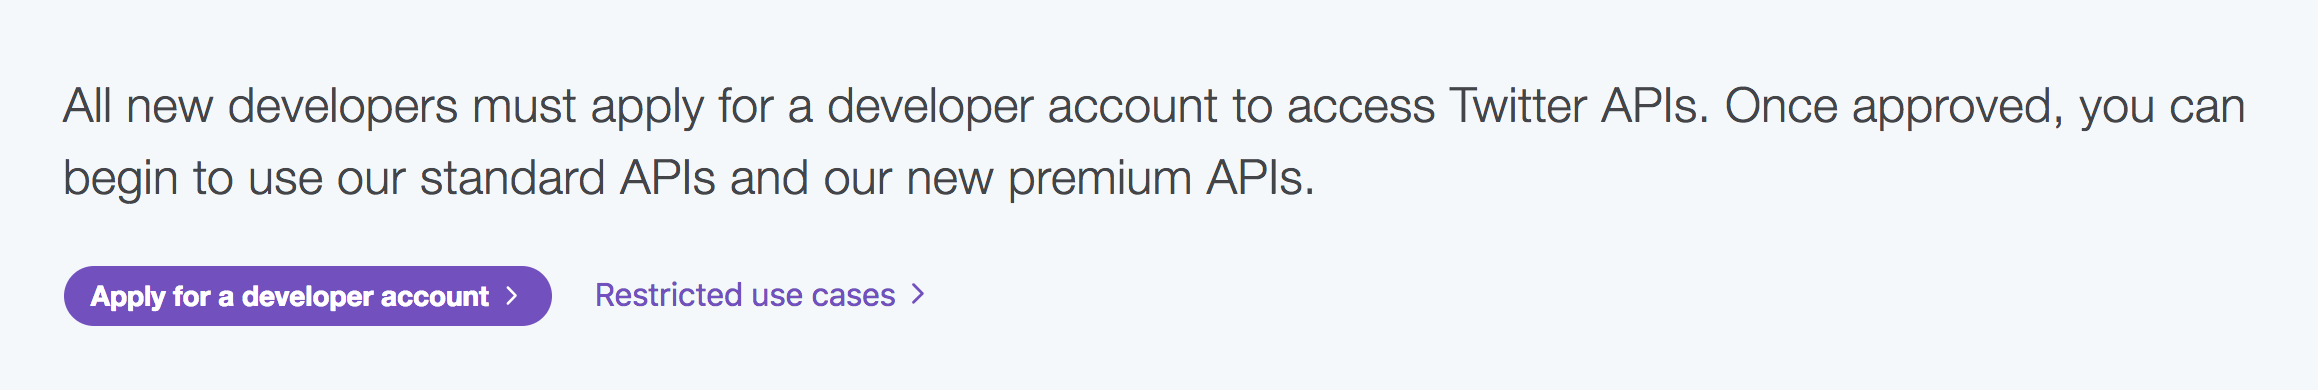 All new developers must apply for a developer account to access Twitter APIs. Once approved, you can
begin to use our standard APIs and our new premium APIs.
Apply for a developer account
Restricted use cases